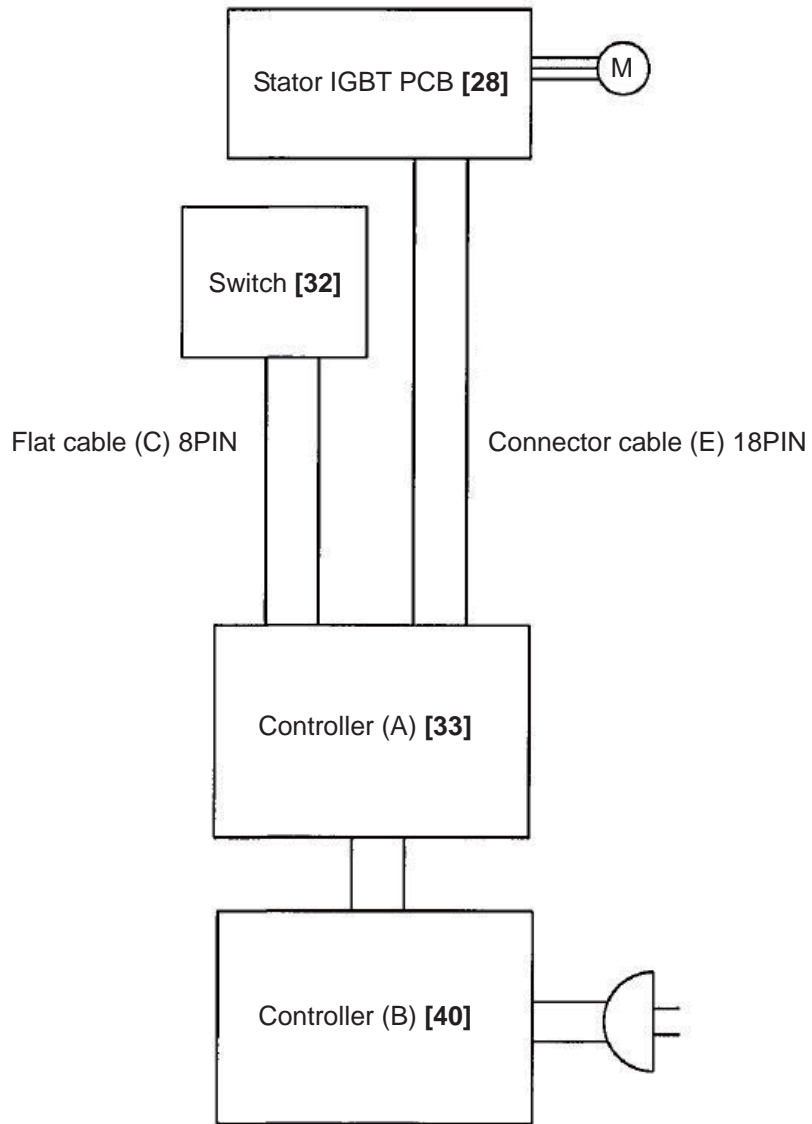 Stator IGBT PCB [28]
M
Switch [32]
Flat cable (C) 8PIN
Connector cable (E) 18PIN
Controller (A) [33]
Controller (B) [40]